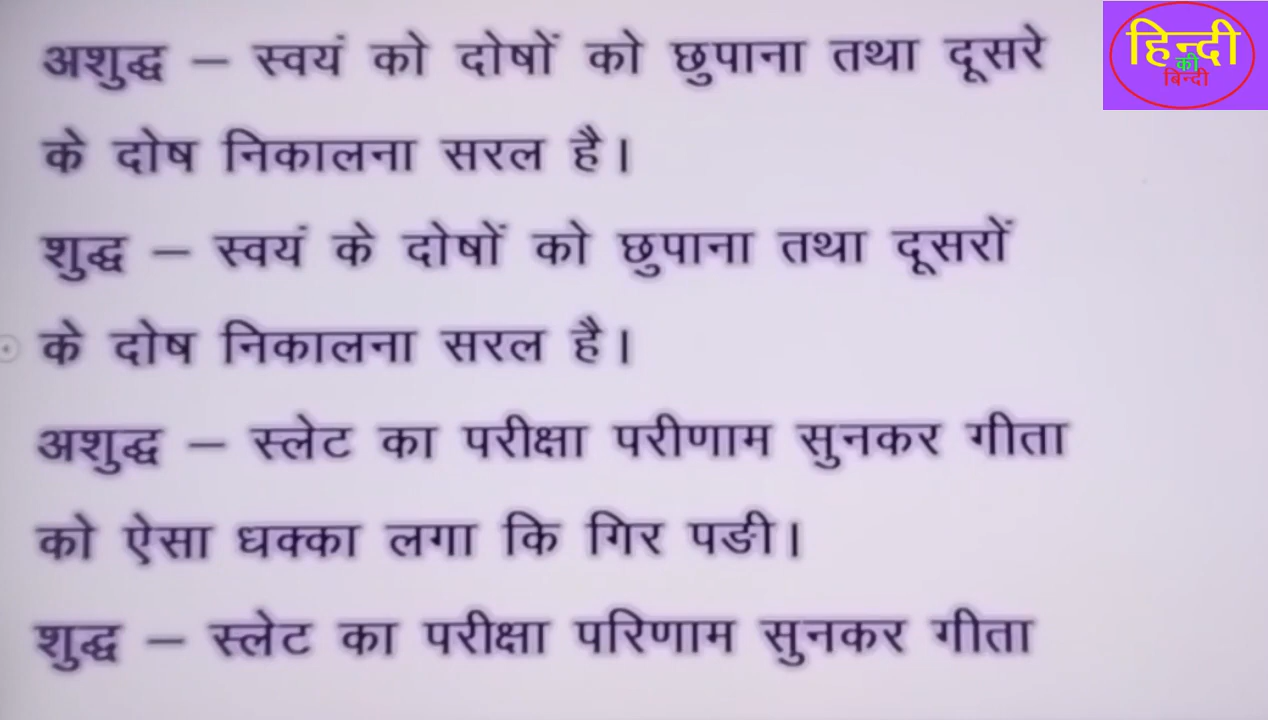 अशुद्ध – स्वयं को दोषों को छुपाना तथा दूसरे
के दोष निकालना सरल है।
शुद्ध – स्वयं के दोषों को छुपाना तथा दूसरों
के दोष निकालना सरल है।
अशुद्ध – स्लेट का परीक्षा परीणाम सुनकर गीता
को ऐसा धक्का लगा कि गिर पङी।
शुद्ध – स्लेट का परीक्षा परिणाम सुनकर गीता
हिन्दी
की
बिन्दी